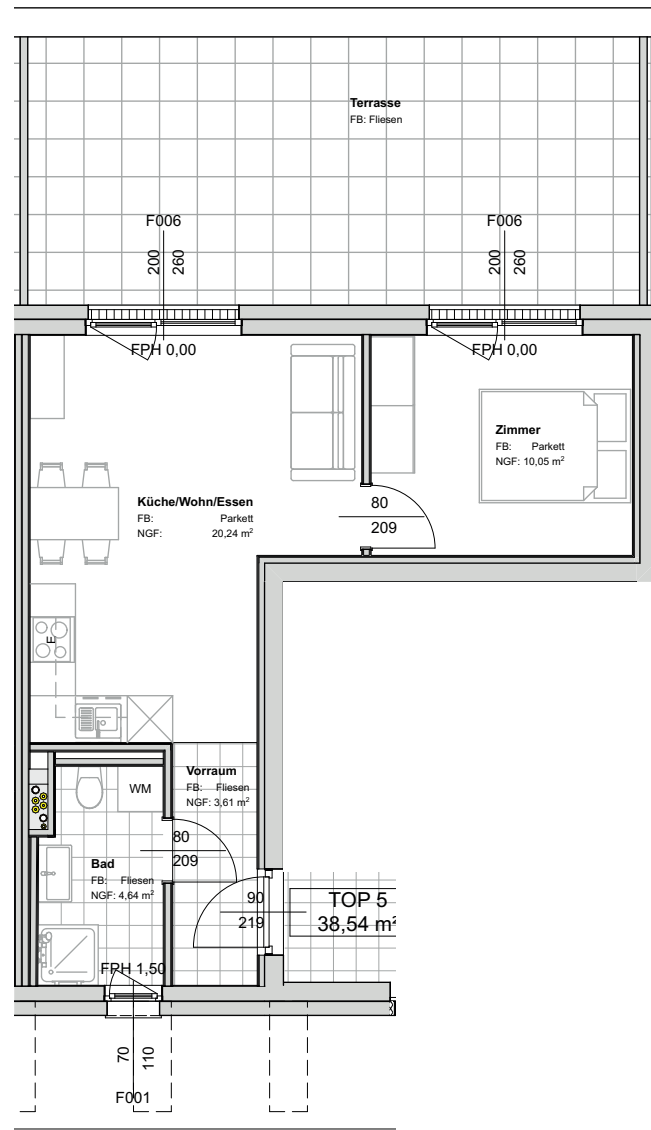 Terrasse
FB: Fliesen
F006
200
260
F006
200
260
FPH 0,00
FPH 0,00
Zimmer
FB: Parkett
NGF: 10,05 m²
Küche/Wohn/Essen
FB: Parkett
NGF: 20,24 m²
80
209
E
Vorraum
FB: Fliesen
NGF: 3,61 m²
WM
80
209
Bad
FB: Fliesen
NGF: 4,64 m²
90
219
TOP 5
38,54 m²
FPH 1,50
70
110
F001